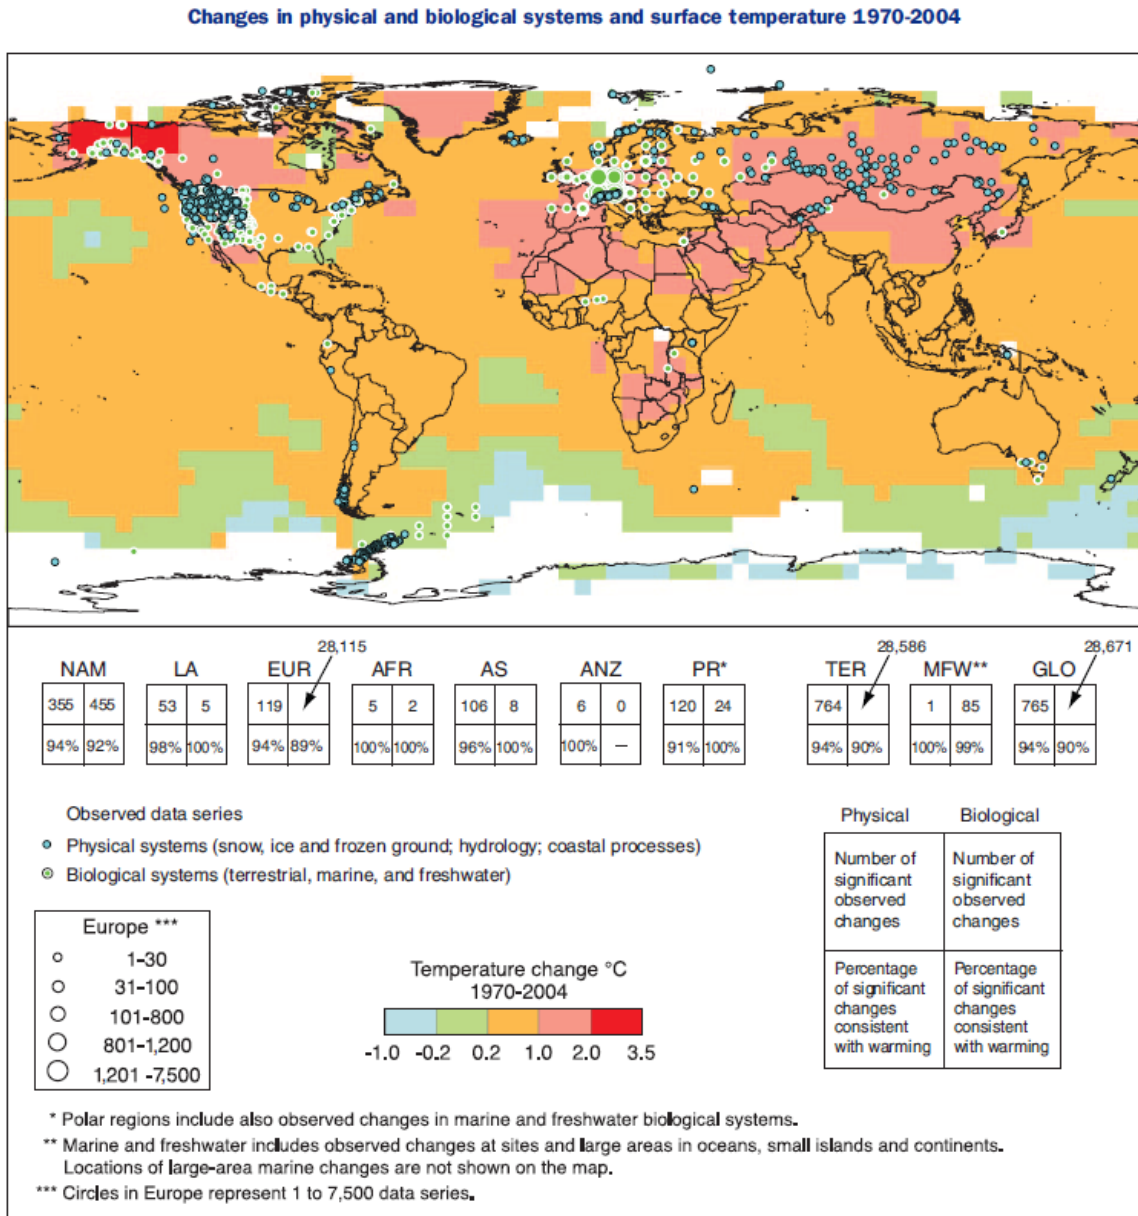 Changes in physical and biological systems and surface temperature 1970-2004
28,115 28,586 28,671
NAM LA EUR AFR AS ANZ PR* TER MFW** GLO
355 455 53 5 119 5 2 106 8 6 0 120 24 764 1 85 765
94% 92% 98% 100% 94% 89% 100% 100% 96% 100% 100% — 91% 100% 94% 90% 100% 99% 94% 90%
Observed data series
Physical systems (snow, ice and frozen ground; hydrology; coastal processes)
Biological systems (terrestrial, marine, and freshwater)
Europe ***
1-30
31-100
101-800
801-1,200
1,201 -7,500
Temperature change °C
1970-2004
-1.0 -0.2 0.2 1.0 2.0 3.5
Physical Biological
Number of Number of
significant significant
observed observed
changes changes
Percentage Percentage
of significant of significant
changes changes
consistent consistent
with warming with warming
* Polar regions include also observed changes in marine and freshwater biological systems.
** Marine and freshwater includes observed changes at sites and large areas in oceans, small islands and continents.
Locations of large-area marine changes are not shown on the map.
*** Circles in Europe represent 1 to 7,500 data series.